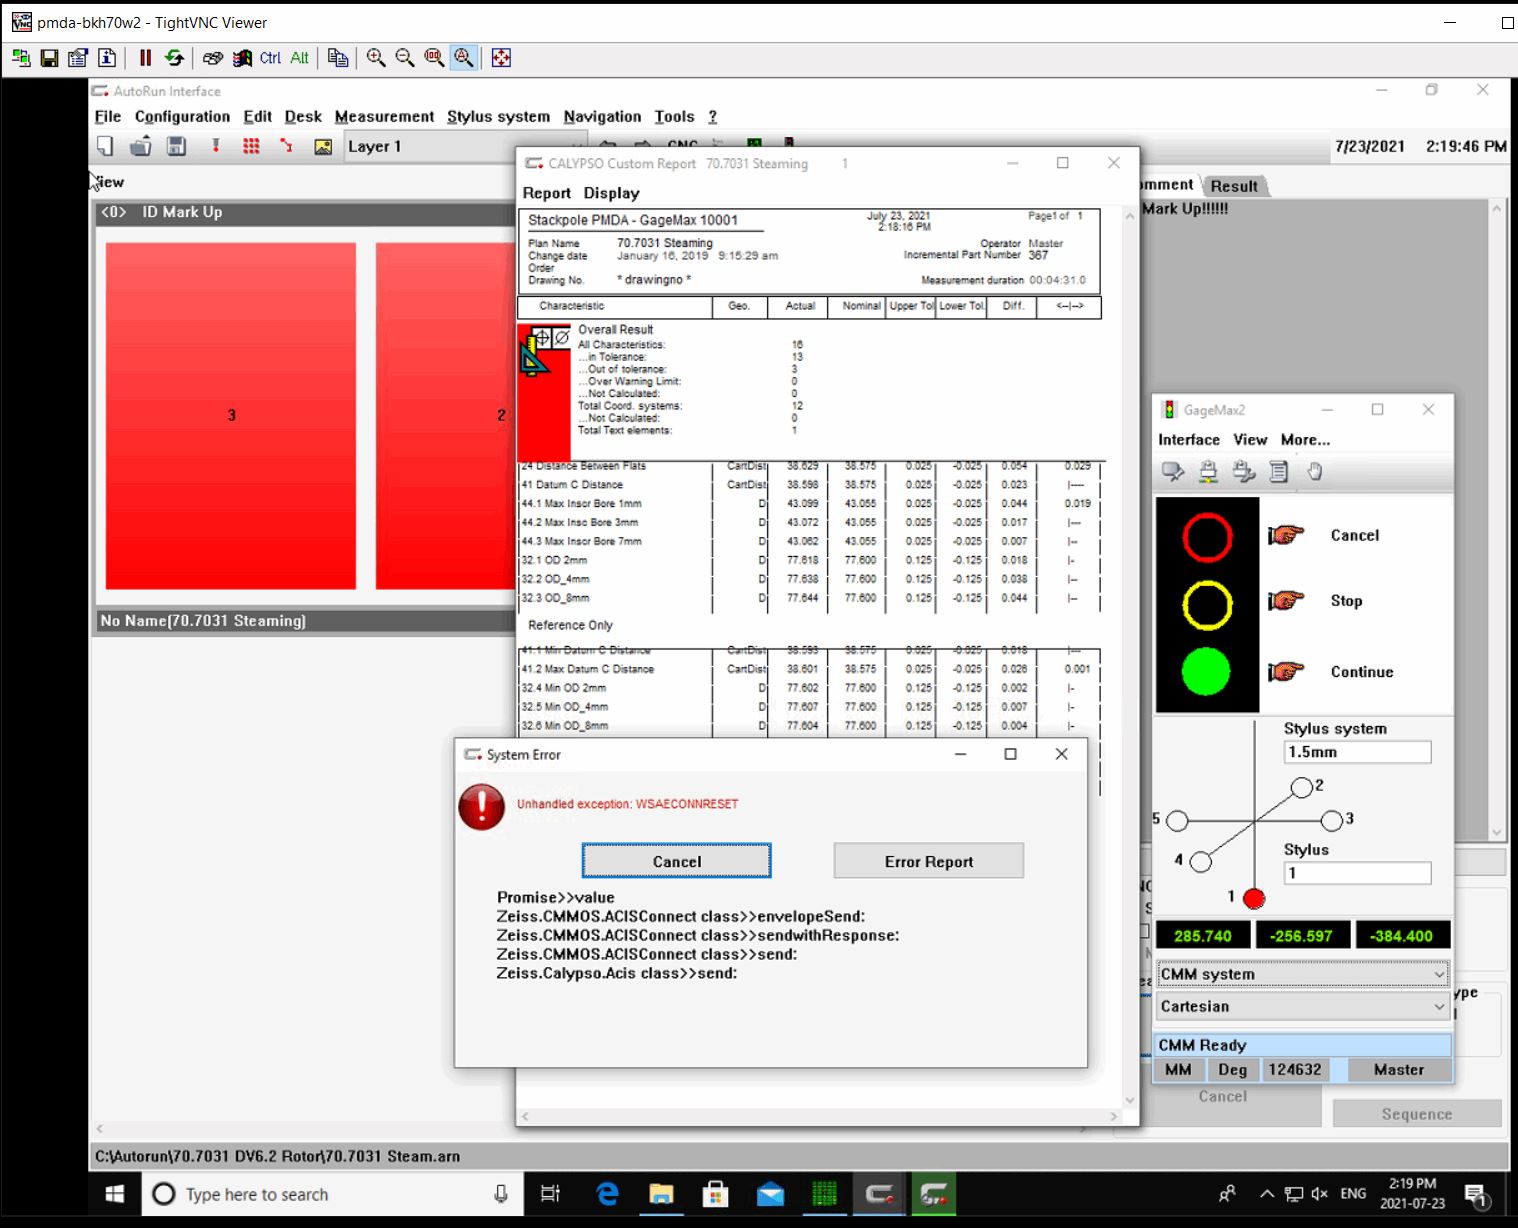 pmda-bkh70w2 - TightVNC Viewer
Ctrl Alt
AutoRun Interface
File Configuration Edit Desk Measurement Stylus system Navigation Tools ?
Layer 1
CNC
7/23/2021 2:19:46 PM
iew
<0> ID Mark Up
3
2
No Name[70.7031 Steaming]
mment Result
Mark Up!!!!!!
CALYPSO Custom Report 70.7031 Steaming 1
Report Display
Stackpole PMDA - GageMax 10001
July 23, 2021
2:18:16 PM
Page1 of 1
Plan Name 70.7031 Steaming Operator Master
Change date January 16, 2019 9:15:29 am Incremental Part Number 367
Order
Drawing No. * drawingno * Measurement duration 00:04:31.0
Characteristic Geo. Actual Nominal Upper Tol Lower Tol. Diff. <--|-->
Overall Result
All Characteristics: 16
...in Tolerance: 13
...Out of tolerance: 3
...Over Warning Limit: 0
...Not Calculated: 0
Total Coord. systems: 12
...Not Calculated: 0
Total Text elements: 1
24 Distance Between Flats CartDist 38.629 38.575 0.025 -0.025 0.054 0.029
41 Datum C Distance CartDist 38.598 38.575 0.025 -0.025 0.023 |----
44.1 Max Inscr Bore 1mm D 43.099 43.055 0.025 -0.025 0.044 0.019
44.2 Max Insc Bore 3mm D 43.072 43.055 0.025 -0.025 0.017 |---
44.3 Max Inscr Bore 7mm D 43.062 43.055 0.025 -0.025 0.007 |--
32.1 OD 2mm D 77.618 77.600 0.125 -0.125 0.018 |-
32.2 OD_4mm D 77.638 77.600 0.125 -0.125 0.038 |--
32.3 OD_8mm D 77.644 77.600 0.125 -0.125 0.044 |--
Reference Only
41.1 Min Datum C Distance CartDist 38.593 38.575 0.025 -0.025 0.018 |---
41.2 Max Datum C Distance CartDist 38.601 38.575 0.025 -0.025 0.026 0.001
32.4 Min OD 2mm D 77.602 77.600 0.125 -0.125 0.002 |-
32.5 Min OD_4mm D 77.607 77.600 0.125 -0.125 0.007 |-
32.6 Min OD_8mm D 77.604 77.600 0.125 -0.125 0.004 |-
System Error
Unhandled exception: WSAECONNRESET
Cancel Error Report
Promise>>value
Zeiss.CMMOS.ACISConnect class>>envelopeSend:
Zeiss.CMMOS.ACISConnect class>>sendwithResponse:
Zeiss.CMMOS.ACISConnect class>>send:
Zeiss.Calypso.Acis class>>send:
GageMax2
Interface View More...
Cancel
Stop
Continue
Stylus system
1.5mm
2
5
3
4
Stylus
1
1
285.740 -256.597 -384.400
CMM system
Cartesian
ype
CMM Ready
MM Deg 124632 Master
Cancel
Sequence
C:\Autorun\70.7031 DV6.2 Rotor\70.7031 Steam.arn
Type here to search
ENG
2:19 PM
2021-07-23
1